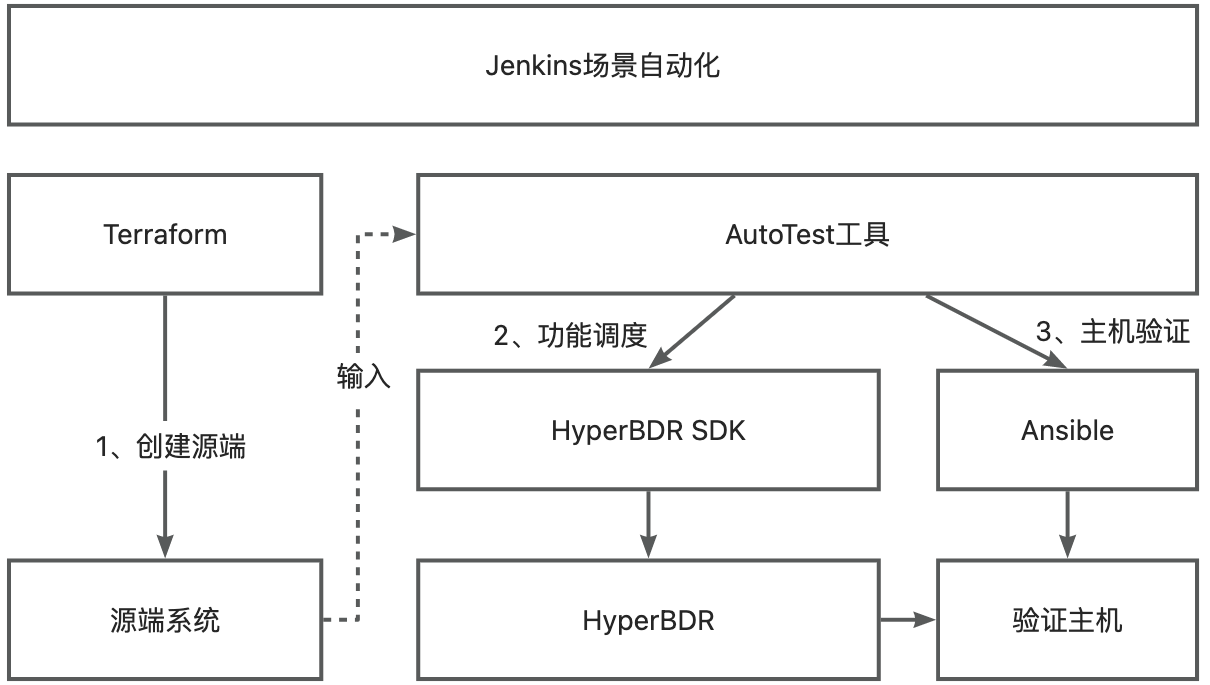 Jenkins场景自动化
Terraform
AutoTest工具
2、功能调度
3、主机验证
输入
HyperBDR SDK
Ansible
1、创建源端
源端系统
HyperBDR
验证主机